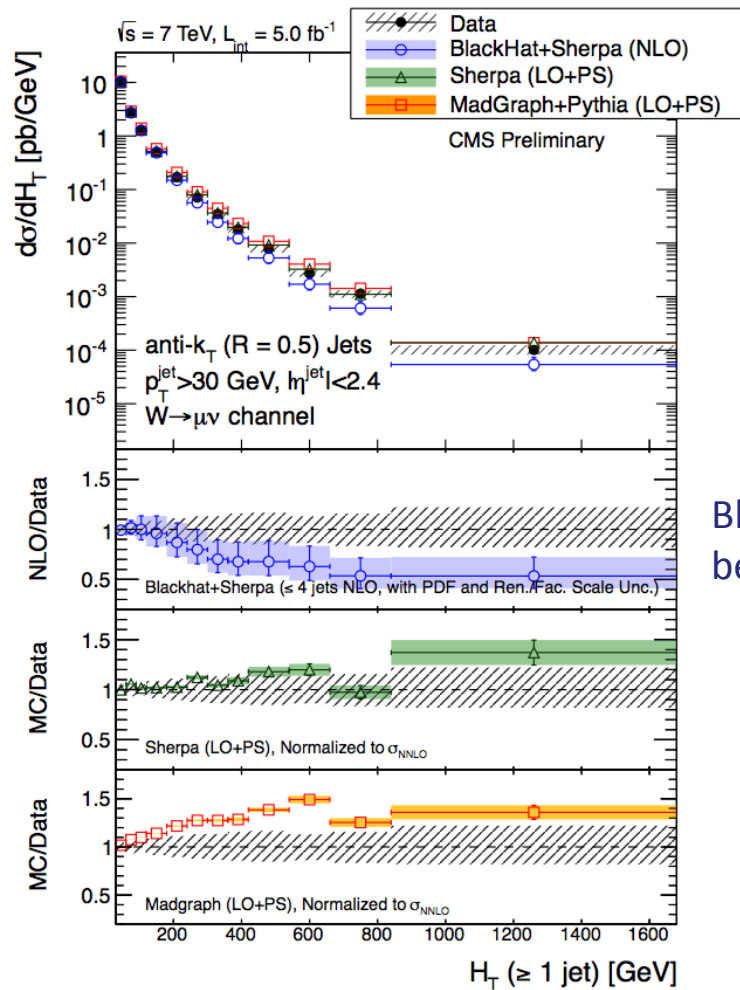 √s = 7 TeV, L_int = 5.0 fb⁻¹
Data
BlackHat+Sherpa (NLO)
Sherpa (LO+PS)
MadGraph+Pythia (LO+PS)
CMS Preliminary
dσ/dH_T [pb/GeV]
10
1
10⁻¹
10⁻²
10⁻³
10⁻⁴
10⁻⁵
anti-k_T (R = 0.5) Jets
p_T^jet>30 GeV, |η^jet|<2.4
W→μν channel
NLO/Data
1.5
1
0.5
Blackhat+Sherpa (≤ 4 jets NLO, with PDF and Ren./Fac. Scale Unc.)
Bl
be
MC/Data
1.5
1
0.5
Sherpa (LO+PS), Normalized to σ_NNLO
MC/Data
1.5
1
0.5
Madgraph (LO+PS), Normalized to σ_NNLO
200 400 600 800 1000 1200 1400 1600
H_T (≥ 1 jet) [GeV]